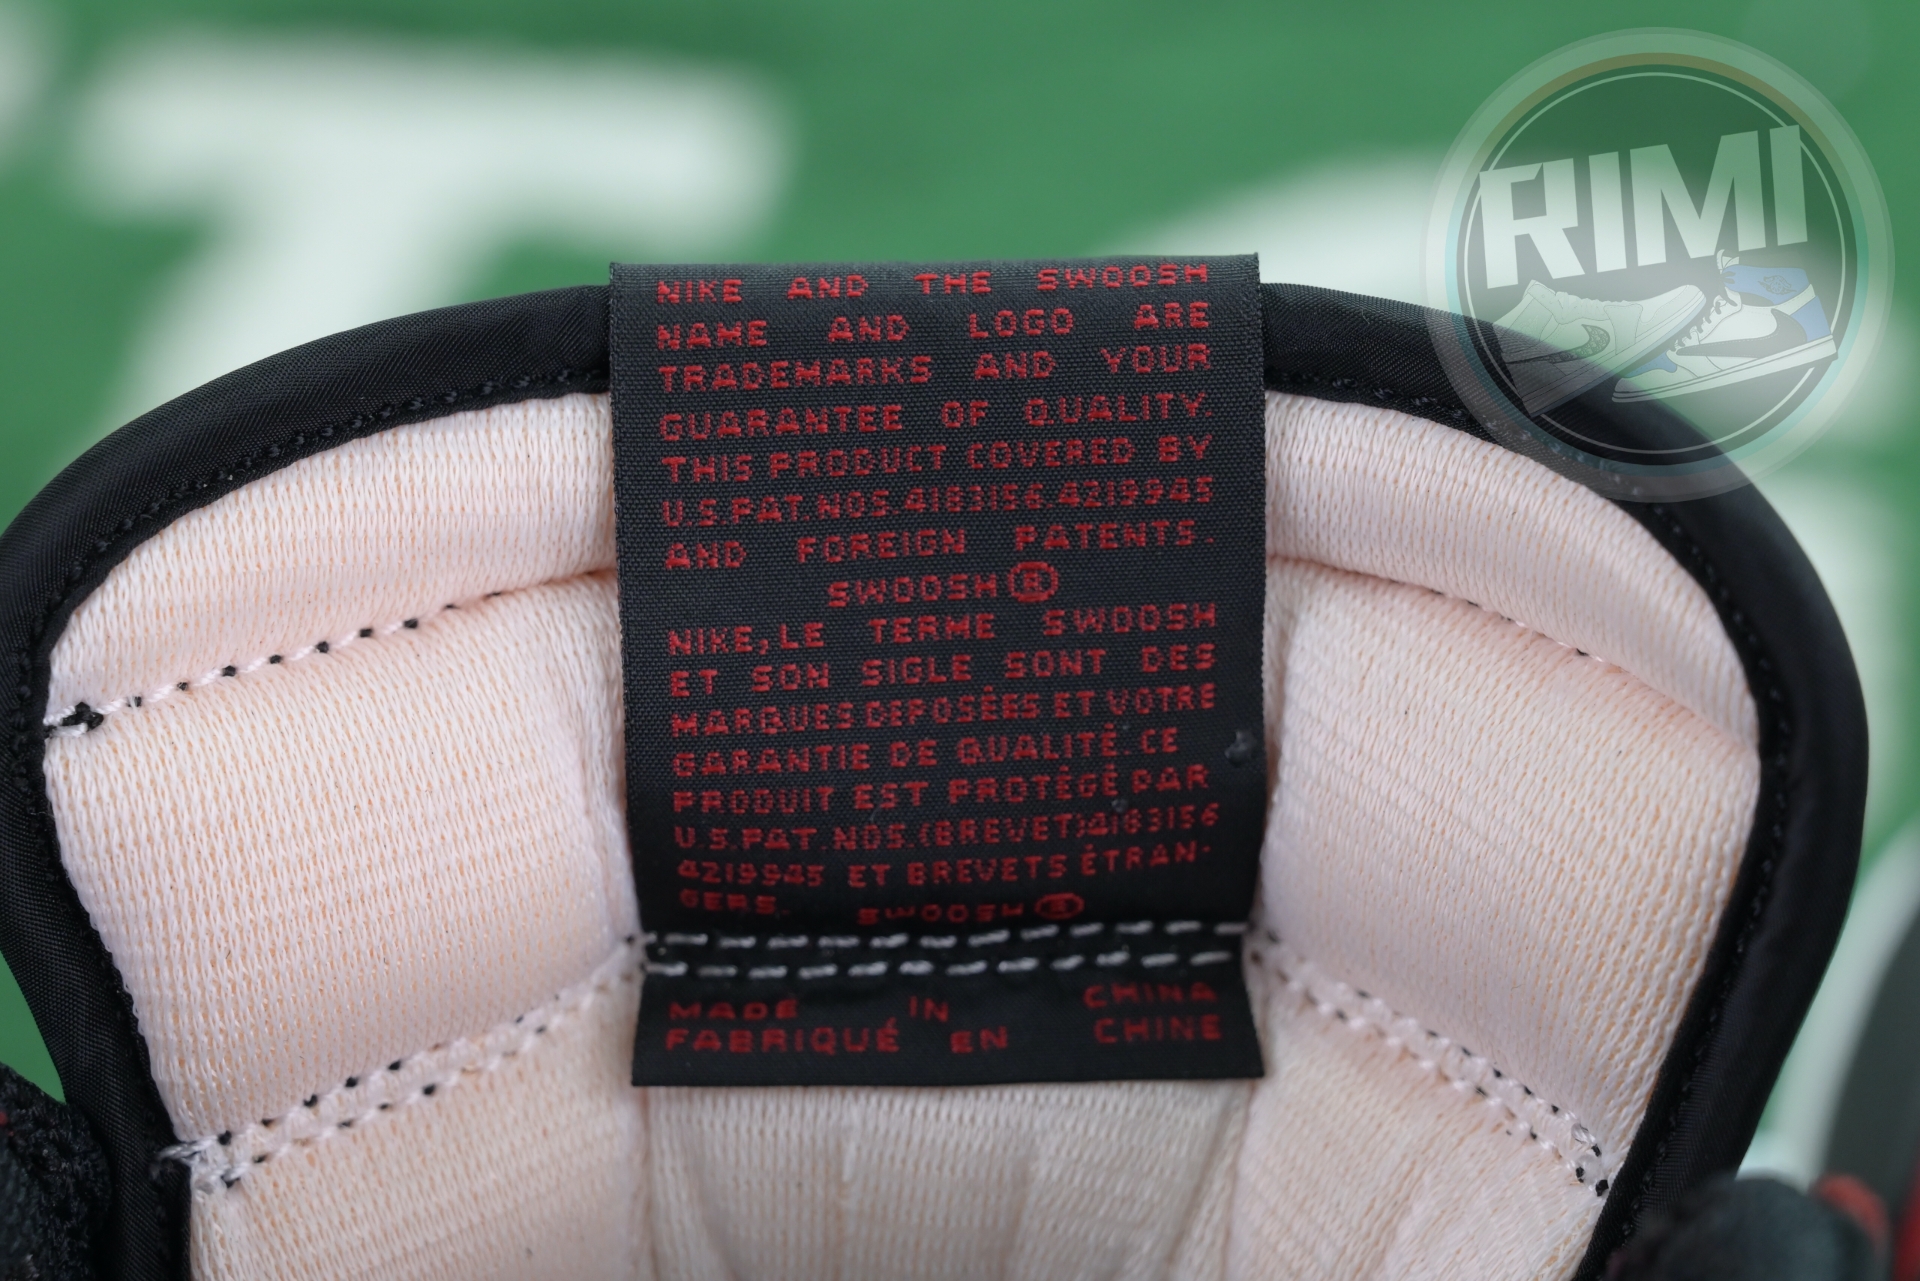 RIMI
NIKE AND THE SWOOSH
NAME AND LOGO ARE
TRADEMARKS AND YOUR
GUARANTEE OF QUALITY.
THIS PRODUCT COVERED BY
U.S.PAT.NOS.4183156.4219945
AND FOREIGN PATENTS.
SWOOSH®
NIKE,LE TERME SWOOSH
ET SON SIGLE SONT DES
MARQUES DEPOSÈES ET VOTRE
GARANTIE DE QUALITÉ.CE
PRODUIT EST PROTÉGÉ PAR
U.S.PAT.NOS.(BREVET)4183156
4219945 ET BREVETS ÉTRAN-
GERS. SWOOSH®
MADE IN CHINA
FABRIQUÉ EN CHINE